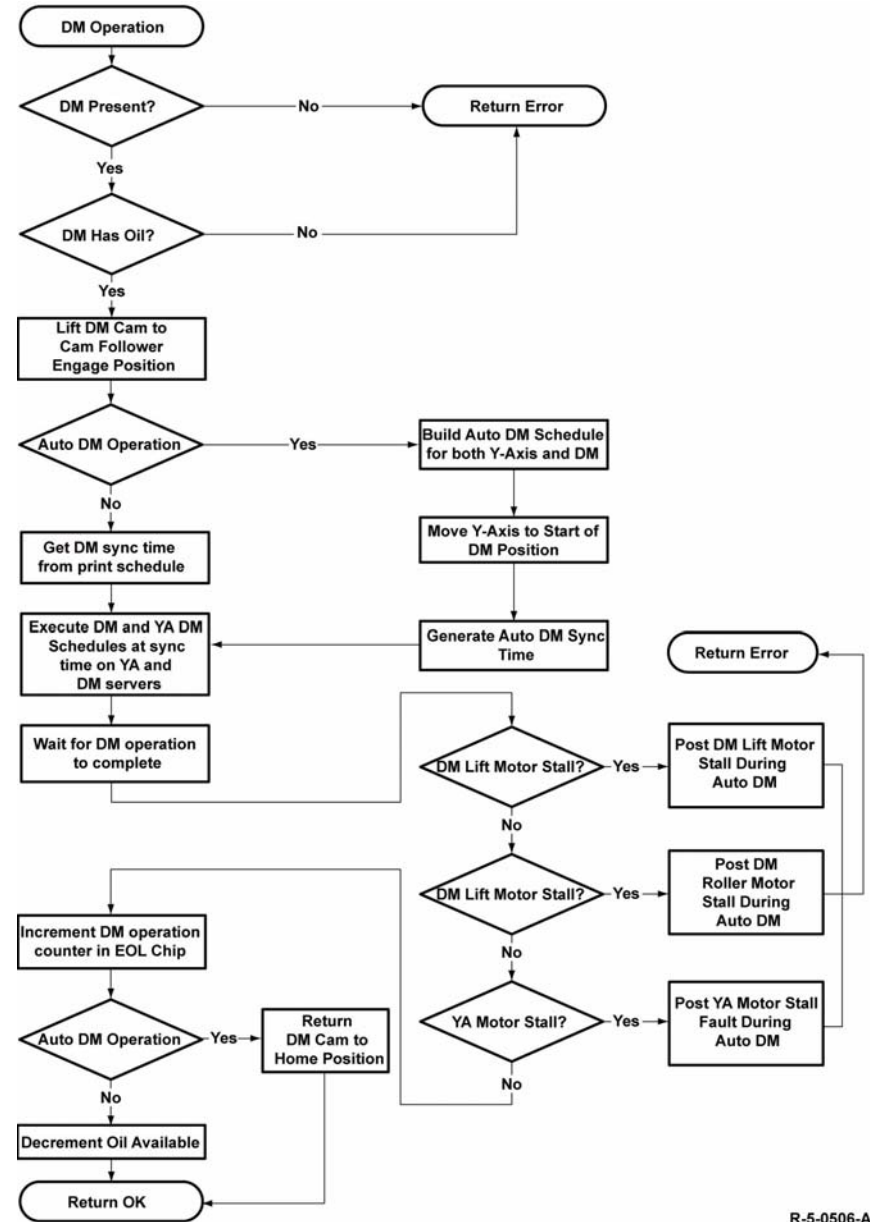 DM Operation
DM Present?
No
Return Error
Yes
DM Has Oil?
No
Yes
Lift DM Cam to
Cam Follower
Engage Position
Auto DM Operation
Yes
Build Auto DM Schedule
for both Y-Axis and DM
No
Move Y-Axis to Start of
DM Position
Get DM sync time
from print schedule
Generate Auto DM Sync
Time
Execute DM and YA DM
Schedules at sync
time on YA and
DM servers
Return Error
Wait for DM operation
to complete
DM Lift Motor Stall?
Yes
Post DM Lift Motor
Stall During
Auto DM
No
DM Lift Motor Stall?
Yes
Post DM
Roller Motor
Stall During
Auto DM
No
YA Motor Stall?
Yes
Post YA Motor Stall
Fault During
Auto DM
No
Increment DM operation
counter in EOL Chip
Auto DM Operation
Yes
Return
DM Cam to
Home Position
No
Decrement Oil Available
Return OK
R-5-0506-A